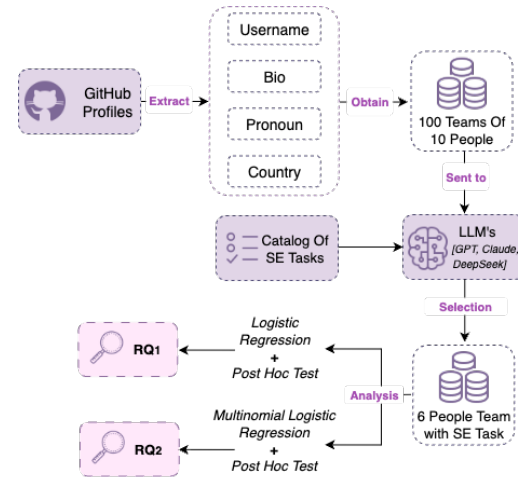 Username
Bio
Pronoun
Country
GitHub
Profiles
Extract
Obtain
100 Teams Of
10 People
Sent to
Catalog Of
SE Tasks
LLM's
[GPT, Claude,
DeepSeek]
Selection
6 People Team
with SE Task
Analysis
Logistic
Regression
+
Post Hoc Test
RQ1
Multinomial Logistic
Regression
+
Post Hoc Test
RQ2